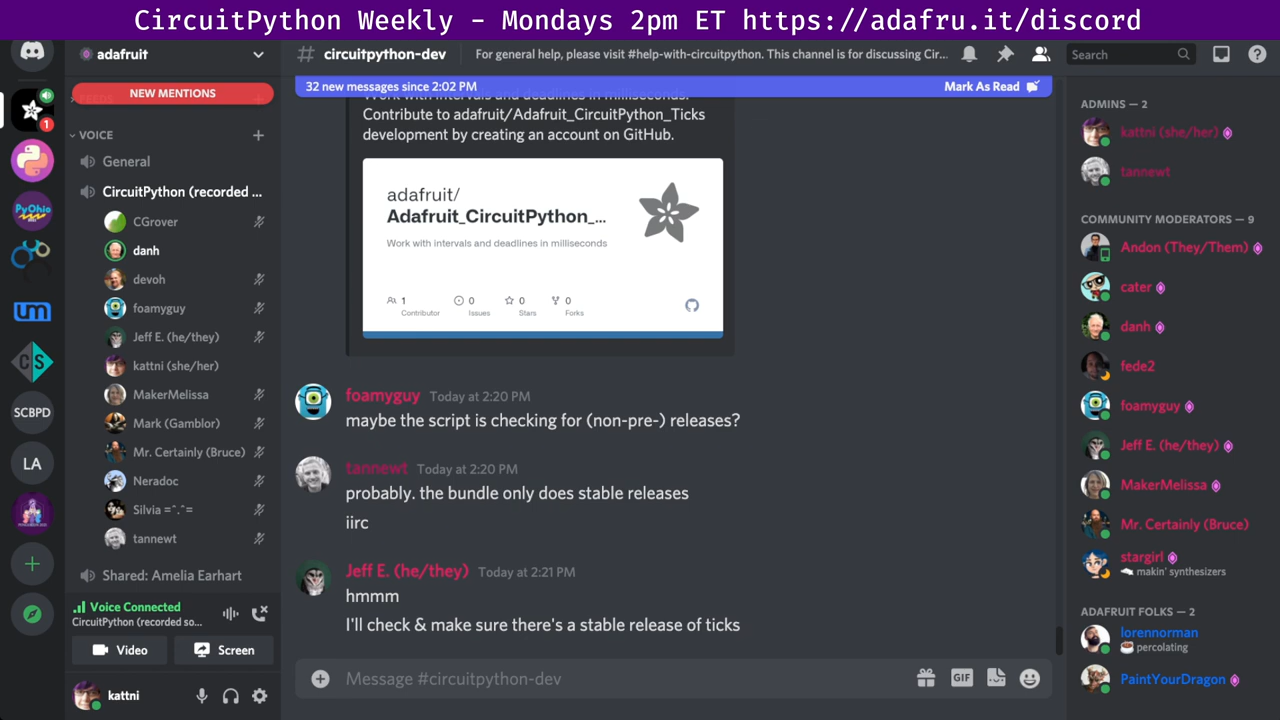 CircuitPython Weekly - Mondays 2pm ET https://adafru.it/discord
adafruit
NEW MENTIONS
VOICE
General
CircuitPython (recorded ...
CGrover
danh
devoh
foamyguy
Jeff E. (he/they)
kattni (she/her)
MakerMelissa
Mark (Gamblor)
Mr. Certainly (Bruce)
Neradoc
Silvia =^.^=
tannewt
Shared: Amelia Earhart
Voice Connected
CircuitPython (recorded so...
Video
Screen
kattni
1
PyOhio
um
CS
SCBPD
LA
# circuitpython-dev
For general help, please visit #help-with-circuitpython. This channel is for discussing Cir...
Search
32 new messages since 2:02 PM
Mark As Read
Work with intervals and deadlines in milliseconds.
Contribute to adafruit/Adafruit_CircuitPython_Ticks
development by creating an account on GitHub.
adafruit/
Adafruit_CircuitPython_...
Work with intervals and deadlines in milliseconds
1 0 0 0
Contributor Issues Stars Forks
foamyguy Today at 2:20 PM
maybe the script is checking for (non-pre-) releases?
tannewt Today at 2:20 PM
probably. the bundle only does stable releases
iirc
Jeff E. (he/they) Today at 2:21 PM
hmmm
I'll check & make sure there's a stable release of ticks
Message #circuitpython-dev
GIF
ADMINS — 2
kattni (she/her)
tannewt
COMMUNITY MODERATORS — 9
Andon (They/Them)
cater
danh
fede2
foamyguy
Jeff E. (he/they)
MakerMelissa
Mr. Certainly (Bruce)
stargirl
makin' synthesizers
ADAFRUIT FOLKS — 2
lorennorman
percolating
PaintYourDragon